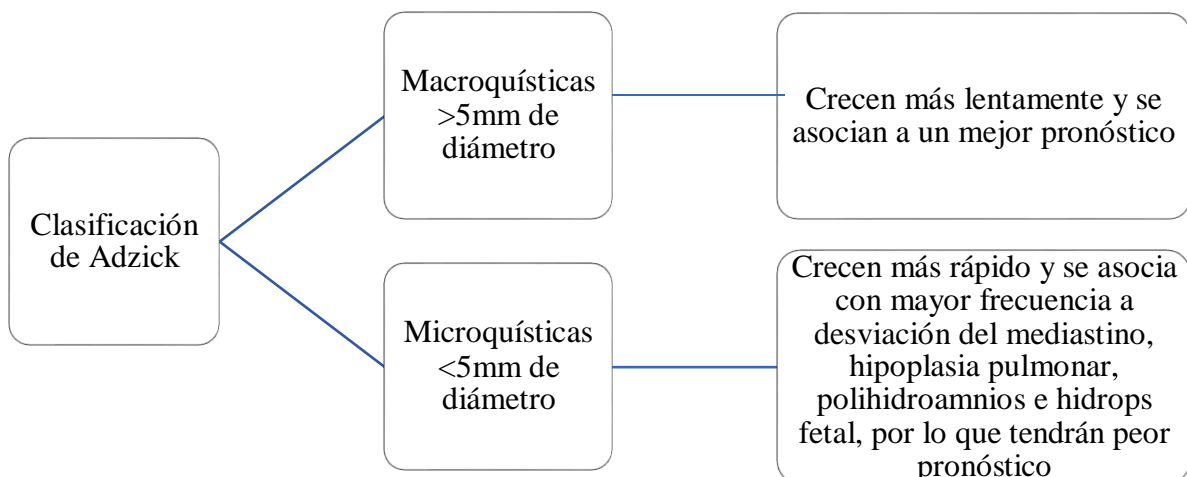 Clasificación
de Adzick
Macroquísticas
>5mm de
diámetro
Crecen más lentamente y se
asocian a un mejor pronóstico
Microquísticas
<5mm de
diámetro
Crecen más rápido y se asocia
con mayor frecuencia a
desviación del mediastino,
hipoplasia pulmonar,
polihidroamnios e hidrops
fetal, por lo que tendrán peor
pronóstico